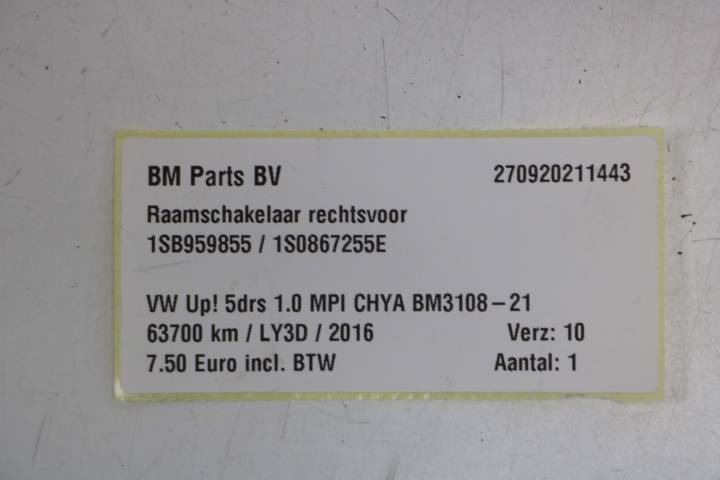 BM Parts BV 270920211443
Raamschakelaar rechtsvoor
1SB959855 / 1S0867255E
VW Up! 5drs 1.0 MPI CHYA BM3108-21
63700 km / LY3D / 2016 Verz: 10
7.50 Euro incl. BTW Aantal: 1